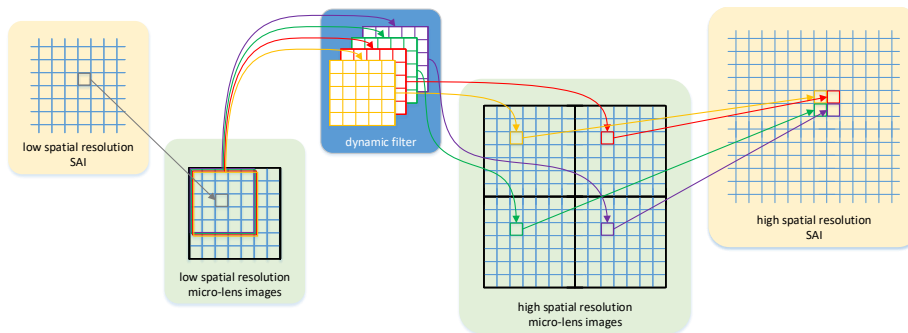 low spatial resolution
SAI
low spatial resolution
micro-lens images
dynamic filter
high spatial resolution
micro-lens images
high spatial resolution
SAI